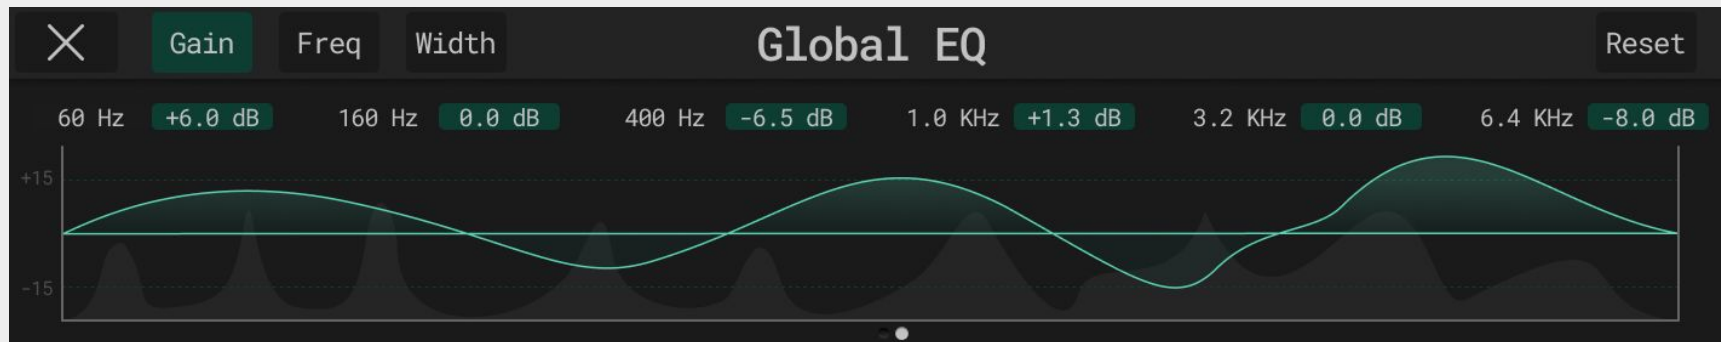 Gain Freq Width Global EQ Reset
60 Hz +6.0 dB 160 Hz 0.0 dB 400 Hz -6.5 dB 1.0 KHz +1.3 dB 3.2 KHz 0.0 dB 6.4 KHz -8.0 dB
+15
-15